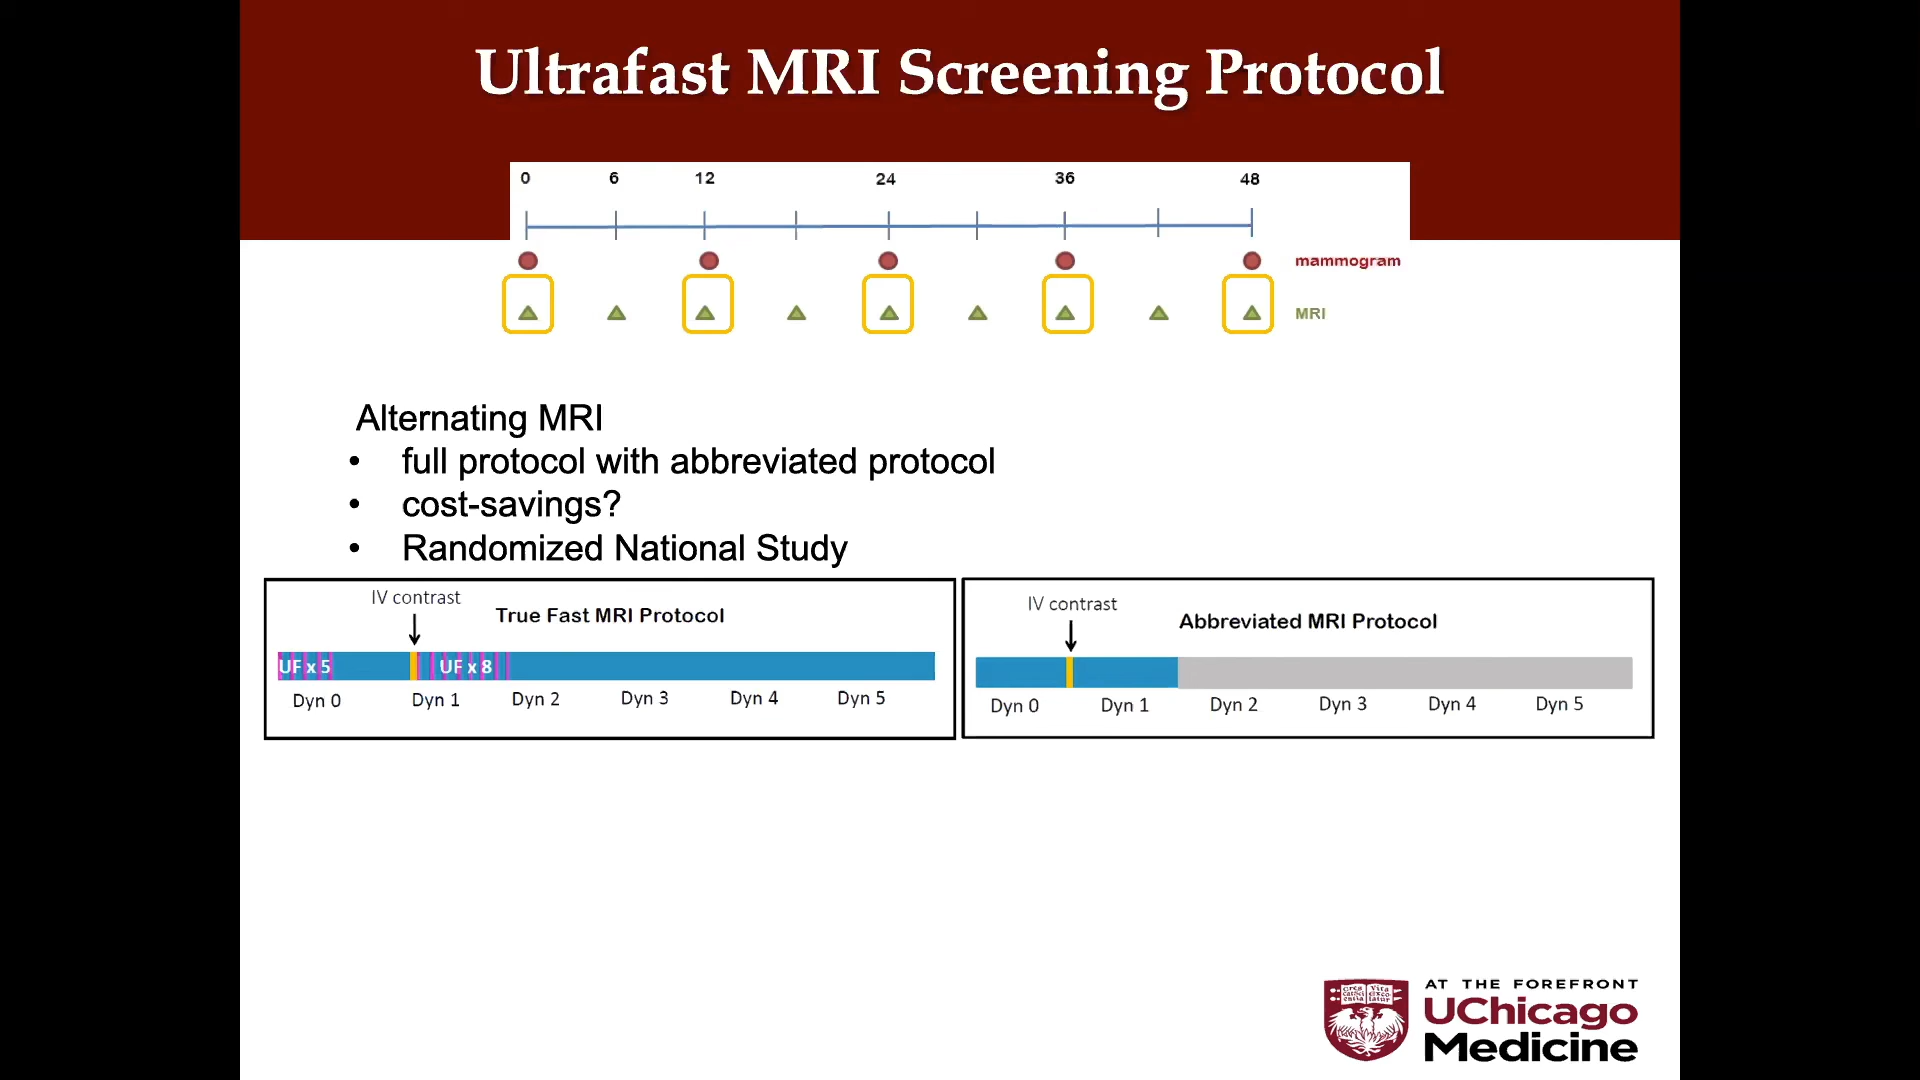 Ultrafast MRI Screening Protocol
0 6 12 24 36 48
mammogram
MRI
Alternating MRI
• full protocol with abbreviated protocol
• cost-savings?
• Randomized National Study
IV contrast
True Fast MRI Protocol
UF x 5 UF x 8
Dyn 0 Dyn 1 Dyn 2 Dyn 3 Dyn 4 Dyn 5
IV contrast
Abbreviated MRI Protocol
Dyn 0 Dyn 1 Dyn 2 Dyn 3 Dyn 4 Dyn 5
AT THE FOREFRONT
UChicago
Medicine